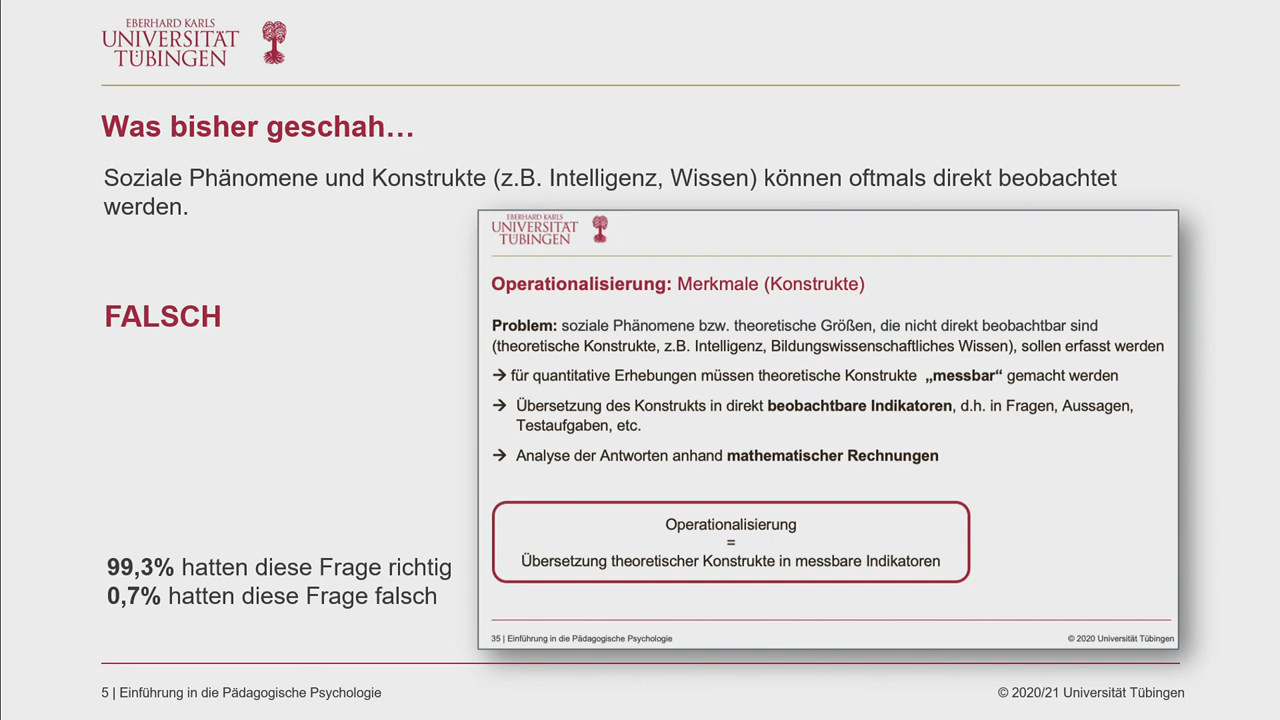 EBERHARD KARLS
UNIVERSITÄT
TÜBINGEN
Was bisher geschah…
Soziale Phänomene und Konstrukte (z.B. Intelligenz, Wissen) können oftmals direkt beobachtet
werden.
FALSCH
99,3% hatten diese Frage richtig
0,7% hatten diese Frage falsch
EBERHARD KARLS
UNIVERSITÄT
TÜBINGEN
Operationalisierung: Merkmale (Konstrukte)
Problem: soziale Phänomene bzw. theoretische Größen, die nicht direkt beobachtbar sind
(theoretische Konstrukte, z.B. Intelligenz, Bildungswissenschaftliches Wissen), sollen erfasst werden
→ für quantitative Erhebungen müssen theoretische Konstrukte „messbar“ gemacht werden
→ Übersetzung des Konstrukts in direkt beobachtbare Indikatoren, d.h. in Fragen, Aussagen,
Testaufgaben, etc.
→ Analyse der Antworten anhand mathematischer Rechnungen
Operationalisierung
=
Übersetzung theoretischer Konstrukte in messbare Indikatoren
35 | Einführung in die Pädagogische Psychologie
© 2020 Universität Tübingen
5 | Einführung in die Pädagogische Psychologie
© 2020/21 Universität Tübingen